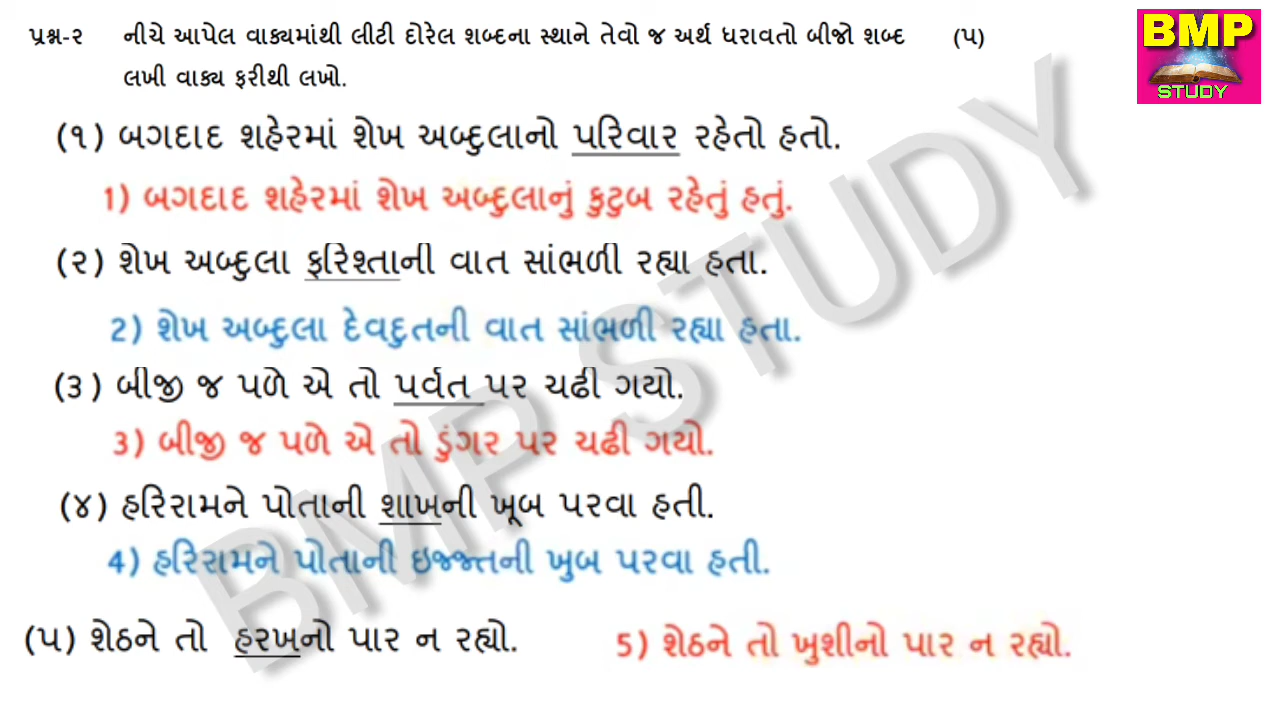 પ્રશ્ન-૨ નીચે આપેલ વાક્યમાંથી લીટી દોરેલ શબ્દના સ્થાને તેવો જ અર્થ ધરાવતો બીજો શબ્દ (૫)
લખી વાક્ય ફરીથી લખો.
BMP
STUDY
(૧) બગદાદ શહેરમાં શેખ અબ્દુલાનો પરિવાર રહેતો હતો.
1) બગદાદ શહેરમાં શેખ અબ્દુલાનું કુટુબ રહેતું હતું.
(૨) શેખ અબ્દુલા ફરિશ્તાની વાત સાંભળી રહ્યા હતા.
2) શેખ અબ્દુલા દેવદુતની વાત સાંભળી રહ્યા હતા.
(૩) બીજી જ પળે એ તો પર્વત પર ચઢી ગયો.
3) બીજી જ પળે એ તો ડુંગર પર ચઢી ગયો.
(૪) હરિરામને પોતાની શાખની ખૂબ પરવા હતી.
4) હરિરામને પોતાની ઇજ્જતની ખુબ પરવા હતી.
(૫) શેઠને તો હરખનો પાર ન રહ્યો.
5) શેઠને તો ખુશીનો પાર ન રહ્યો.
BMP STUDY